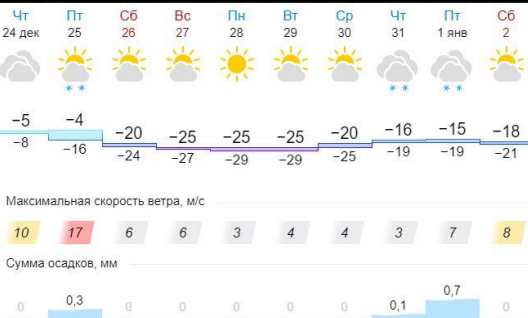 Чт Пт Сб Вс Пн Вт Ср Чт Пт Сб
24 дек 25 26 27 28 29 30 31 1 янв 2
−5 −4 −20 −25 −25 −25 −20 −16 −15 −18
−8 −16 −24 −27 −29 −29 −25 −19 −19 −21
Максимальная скорость ветра, м/с
10 17 6 6 3 4 4 3 7 8
Сумма осадков, мм
0 0,3 0 0 0 0 0 0,1 0,7 0